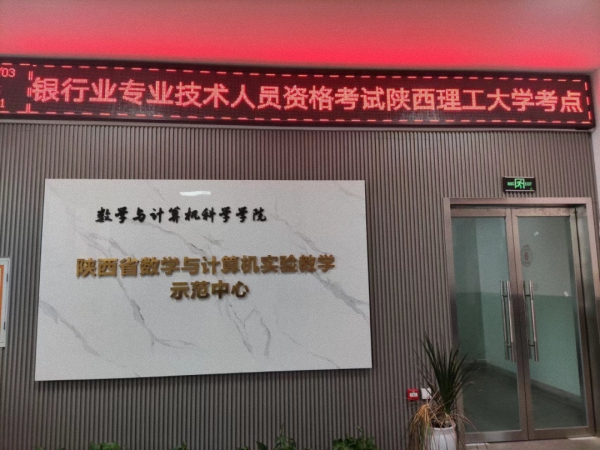 银行业专业技术人员资格考试陕西理工大学考点
数学与计算机科学学院
陕西省数学与计算机实验教学
示范中心